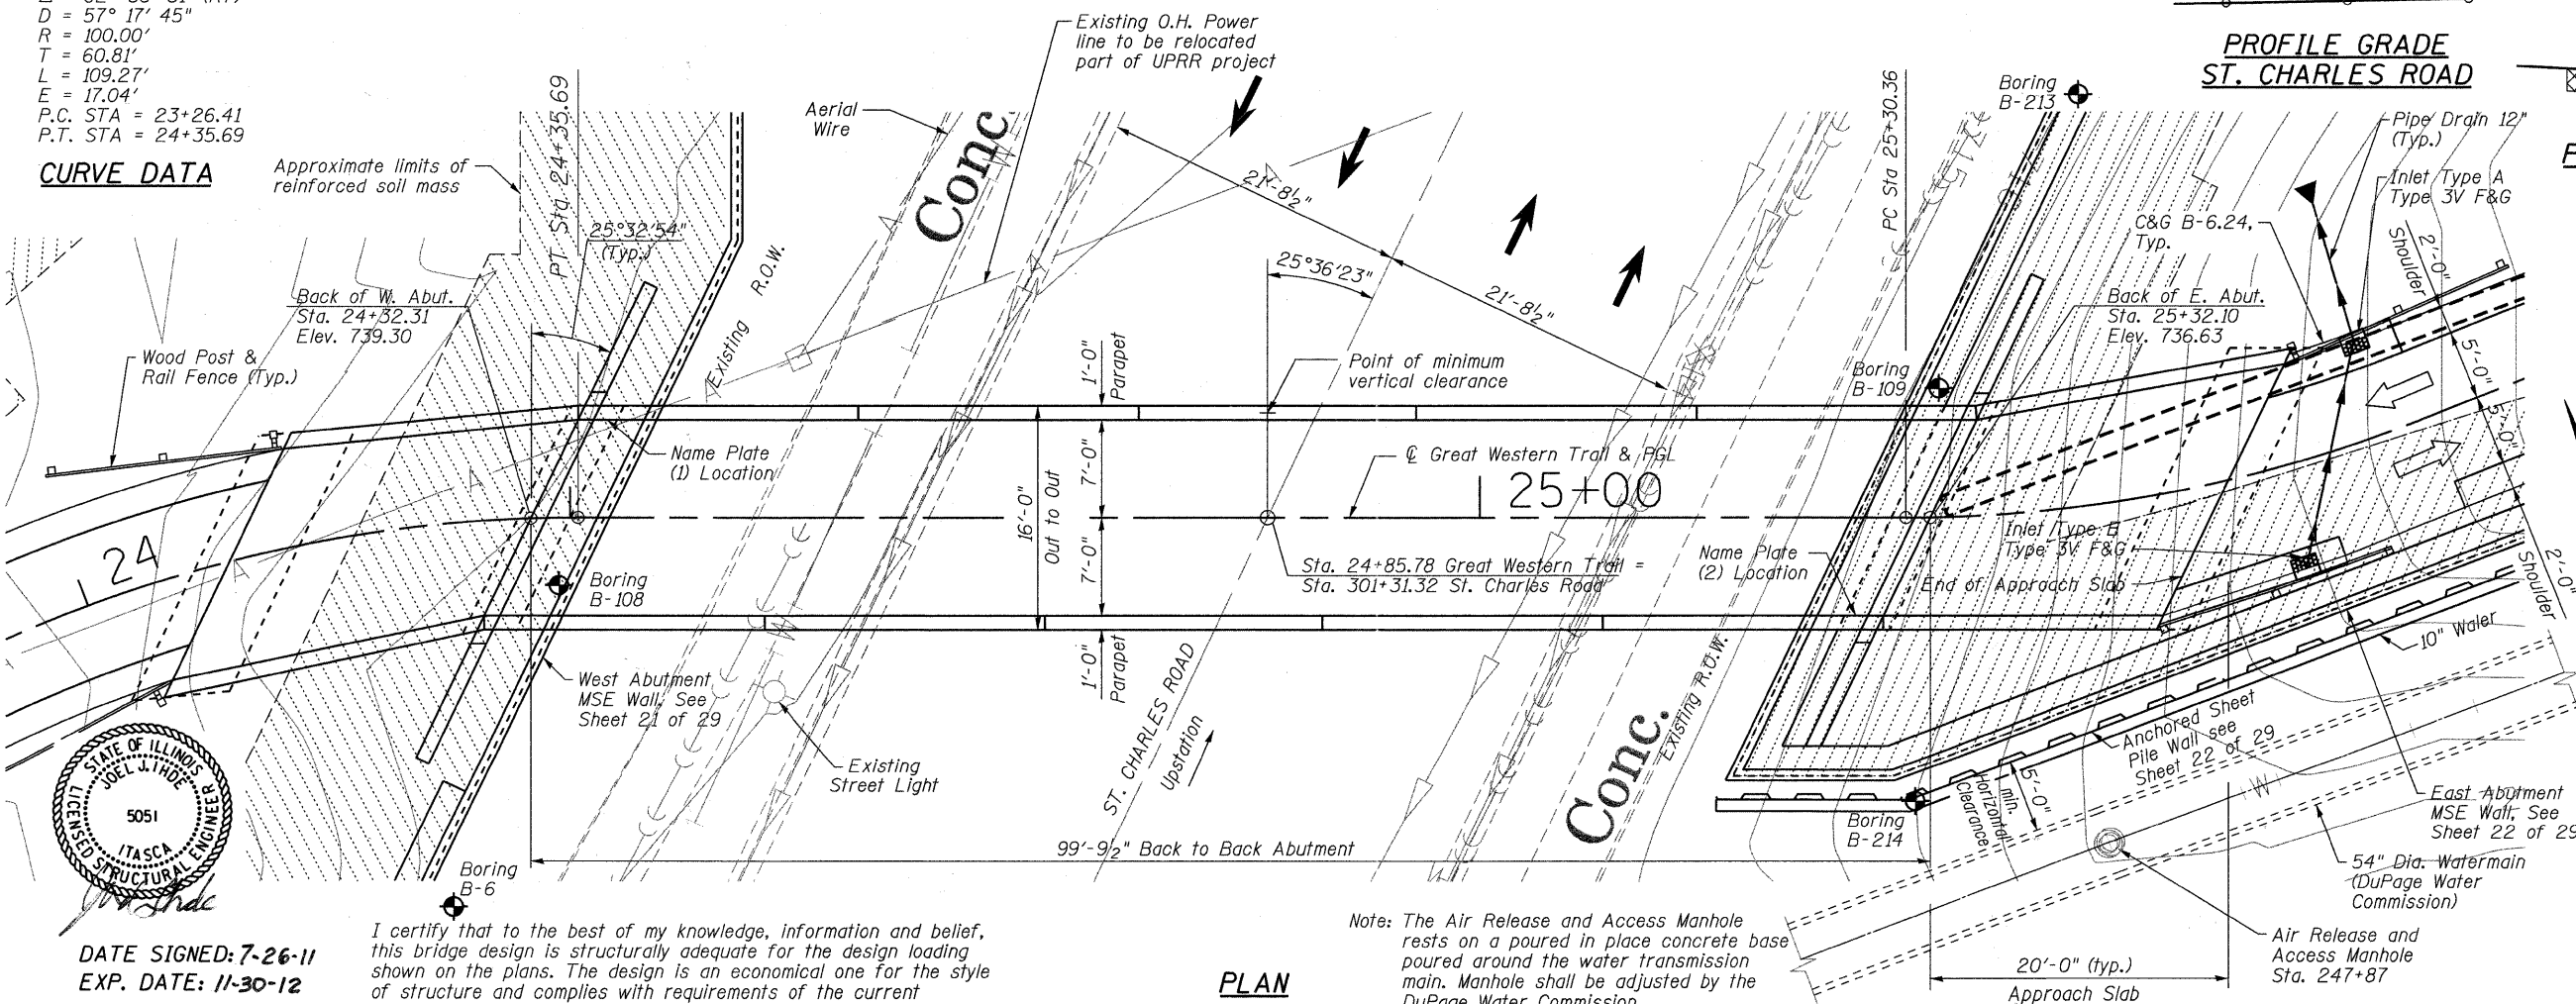 D = 57° 17' 45"
R = 100.00'
T = 60.81'
L = 109.27'
E = 17.04'
P.C. STA = 23+26.41
P.T. STA = 24+35.69
CURVE DATA
Approximate limits of
reinforced soil mass
PT. Sta. 24+35.69
25°32'54"
(Typ.)
Back of W. Abut.
Sta. 24+32.31
Elev. 739.30
Wood Post &
Rail Fence (Typ.)
Existing R.O.W.
Aerial
Wire
Conc.
Existing O.H. Power
line to be relocated
part of UPRR project
21'-8½"
21'-8½"
25°36'23"
Point of minimum
vertical clearance
1'-0"
Parapet
7'-0"
16'-0"
Out to Out
7'-0"
1'-0"
Parapet
Name Plate
(1) Location
℄ Great Western Trail & PGL
25+00
24
Sta. 24+85.78 Great Western Trail =
Sta. 301+31.32 St. Charles Road
Boring
B-108
West Abutment
MSE Wall, See
Sheet 21 of 29
Existing
Street Light
ST. CHARLES ROAD
Upstation
Conc.
Existing R.O.W.
99'-9½" Back to Back Abutment
PROFILE GRADE
ST. CHARLES ROAD
Boring
B-213
PC Sta 25+30.36
Pipe Drain 12"
(Typ.)
Inlet Type A
Type 3V F&G
C&G B-6.24,
Typ.
2'-0"
Shoulder
Back of E. Abut.
Sta. 25+32.10
Elev. 736.63
Boring
B-109
5'-0"
5'-0"
2'-0"
Shoulder
Name Plate
(2) Location
Inlet Type B
Type 3V F&G
End of Approach Slab
10" Waler
Anchored Sheet
Pile Wall see
Sheet 22 of 29
5'-0"
min.
Horizontal
Clearance
Boring
B-214
East Abutment
MSE Wall, See
Sheet 22 of 29
54" Dia. Watermain
(DuPage Water
Commission)
Air Release and
Access Manhole
Sta. 247+87
20'-0" (typ.)
Approach Slab
STATE OF ILLINOIS
JOEL J. IHDE
5051
ITASCA
LICENSED STRUCTURAL ENGINEER
Boring
B-6
DATE SIGNED: 7-26-11
EXP. DATE: 11-30-12
I certify that to the best of my knowledge, information and belief,
this bridge design is structurally adequate for the design loading
shown on the plans. The design is an economical one for the style
of structure and complies with requirements of the current
PLAN
Note: The Air Release and Access Manhole
rests on a poured in place concrete base
poured around the water transmission
main. Manhole shall be adjusted by the
DuPage Water Commission